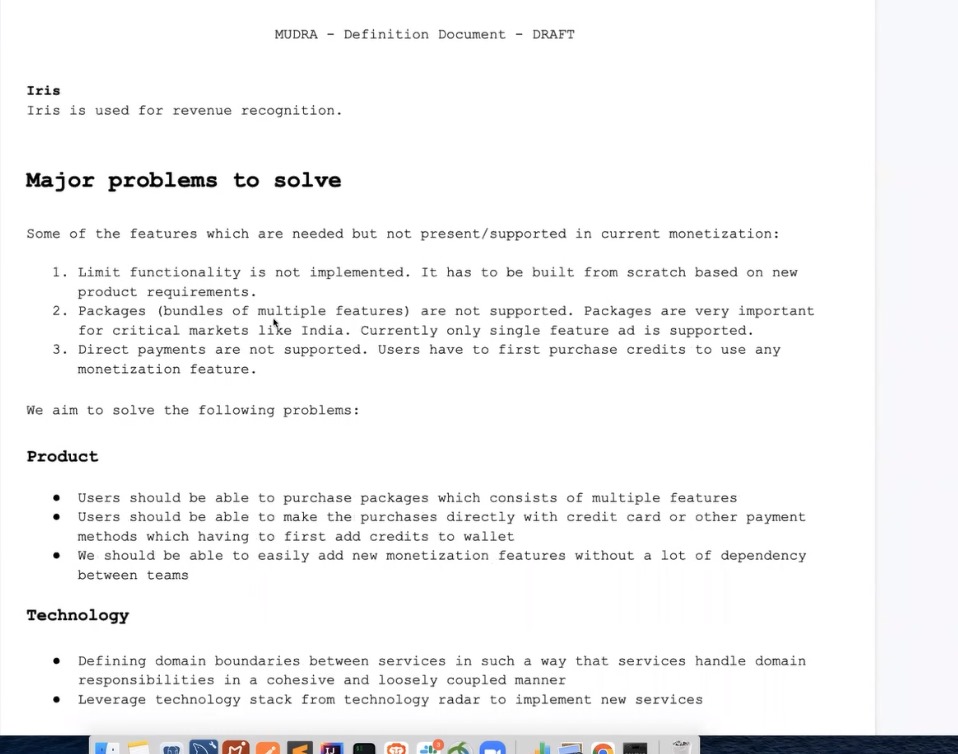 MUDRA - Definition Document - DRAFT
Iris
Iris is used for revenue recognition.
Major problems to solve
Some of the features which are needed but not present/supported in current monetization:
1. Limit functionality is not implemented. It has to be built from scratch based on new
product requirements.
2. Packages (bundles of multiple features) are not supported. Packages are very important
for critical markets like India. Currently only single feature ad is supported.
3. Direct payments are not supported. Users have to first purchase credits to use any
monetization feature.
We aim to solve the following problems:
Product
● Users should be able to purchase packages which consists of multiple features
● Users should be able to make the purchases directly with credit card or other payment
methods which having to first add credits to wallet
● We should be able to easily add new monetization features without a lot of dependency
between teams
Technology
● Defining domain boundaries between services in such a way that services handle domain
responsibilities in a cohesive and loosely coupled manner
● Leverage technology stack from technology radar to implement new services